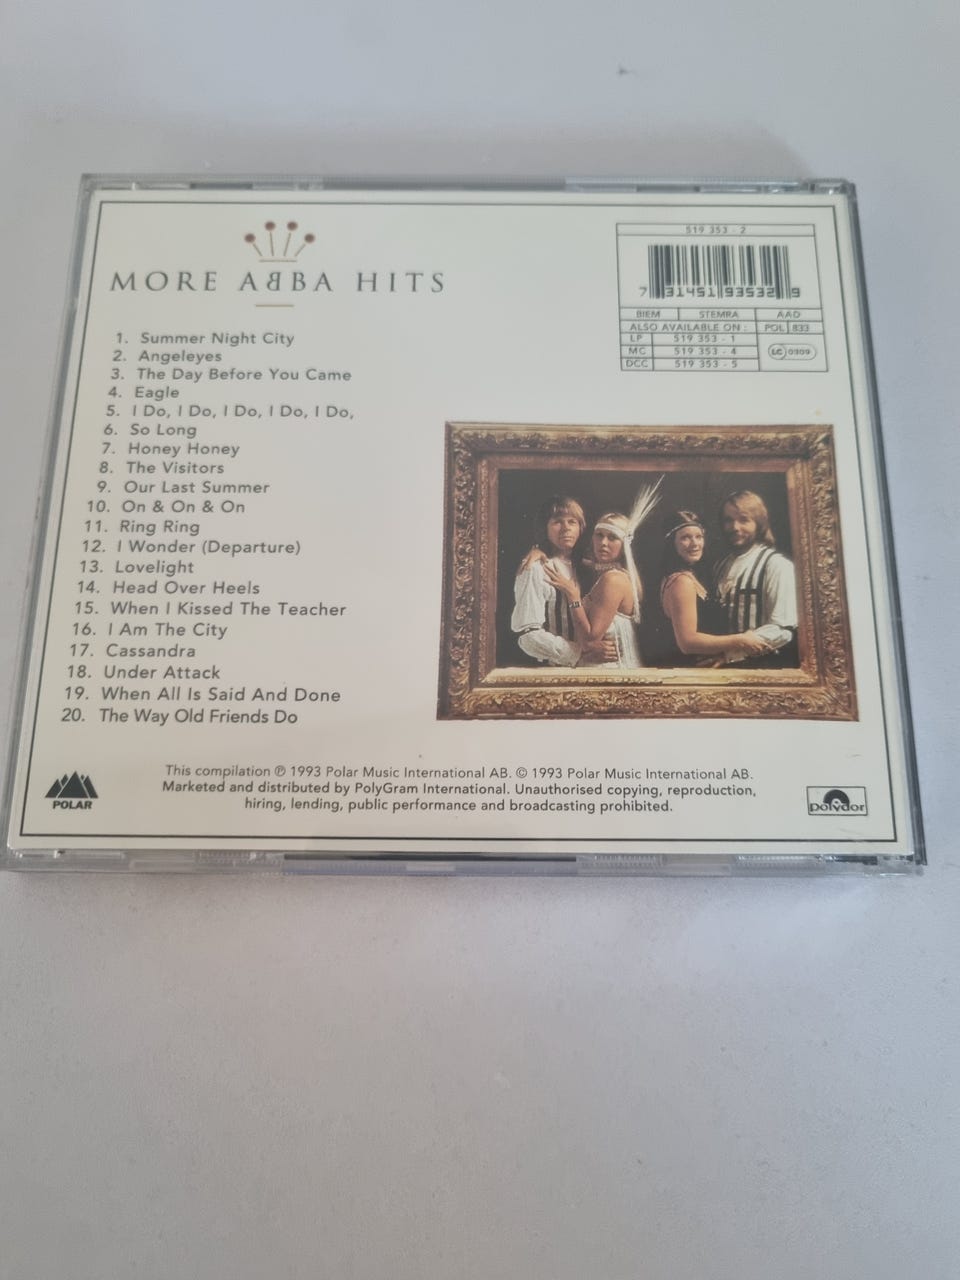 MORE ABBA HITS
1. Summer Night City
2. Angeleyes
3. The Day Before You Came
4. Eagle
5. I Do, I Do, I Do, I Do, I Do,
6. So Long
7. Honey Honey
8. The Visitors
9. Our Last Summer
10. On & On & On
11. Ring Ring
12. I Wonder (Departure)
13. Lovelight
14. Head Over Heels
15. When I Kissed The Teacher
16. I Am The City
17. Cassandra
18. Under Attack
19. When All Is Said And Done
20. The Way Old Friends Do
519 353 - 2
7 31451 93532 9
BIEM STEMRA AAD
ALSO AVAILABLE ON : POL 833
LP 519 353 - 1
MC 519 353 - 4
DCC 519 353 - 5
LC 0309
This compilation ℗ 1993 Polar Music International AB. © 1993 Polar Music International AB.
Marketed and distributed by PolyGram International. Unauthorised copying, reproduction,
hiring, lending, public performance and broadcasting prohibited.
POLAR
polydor